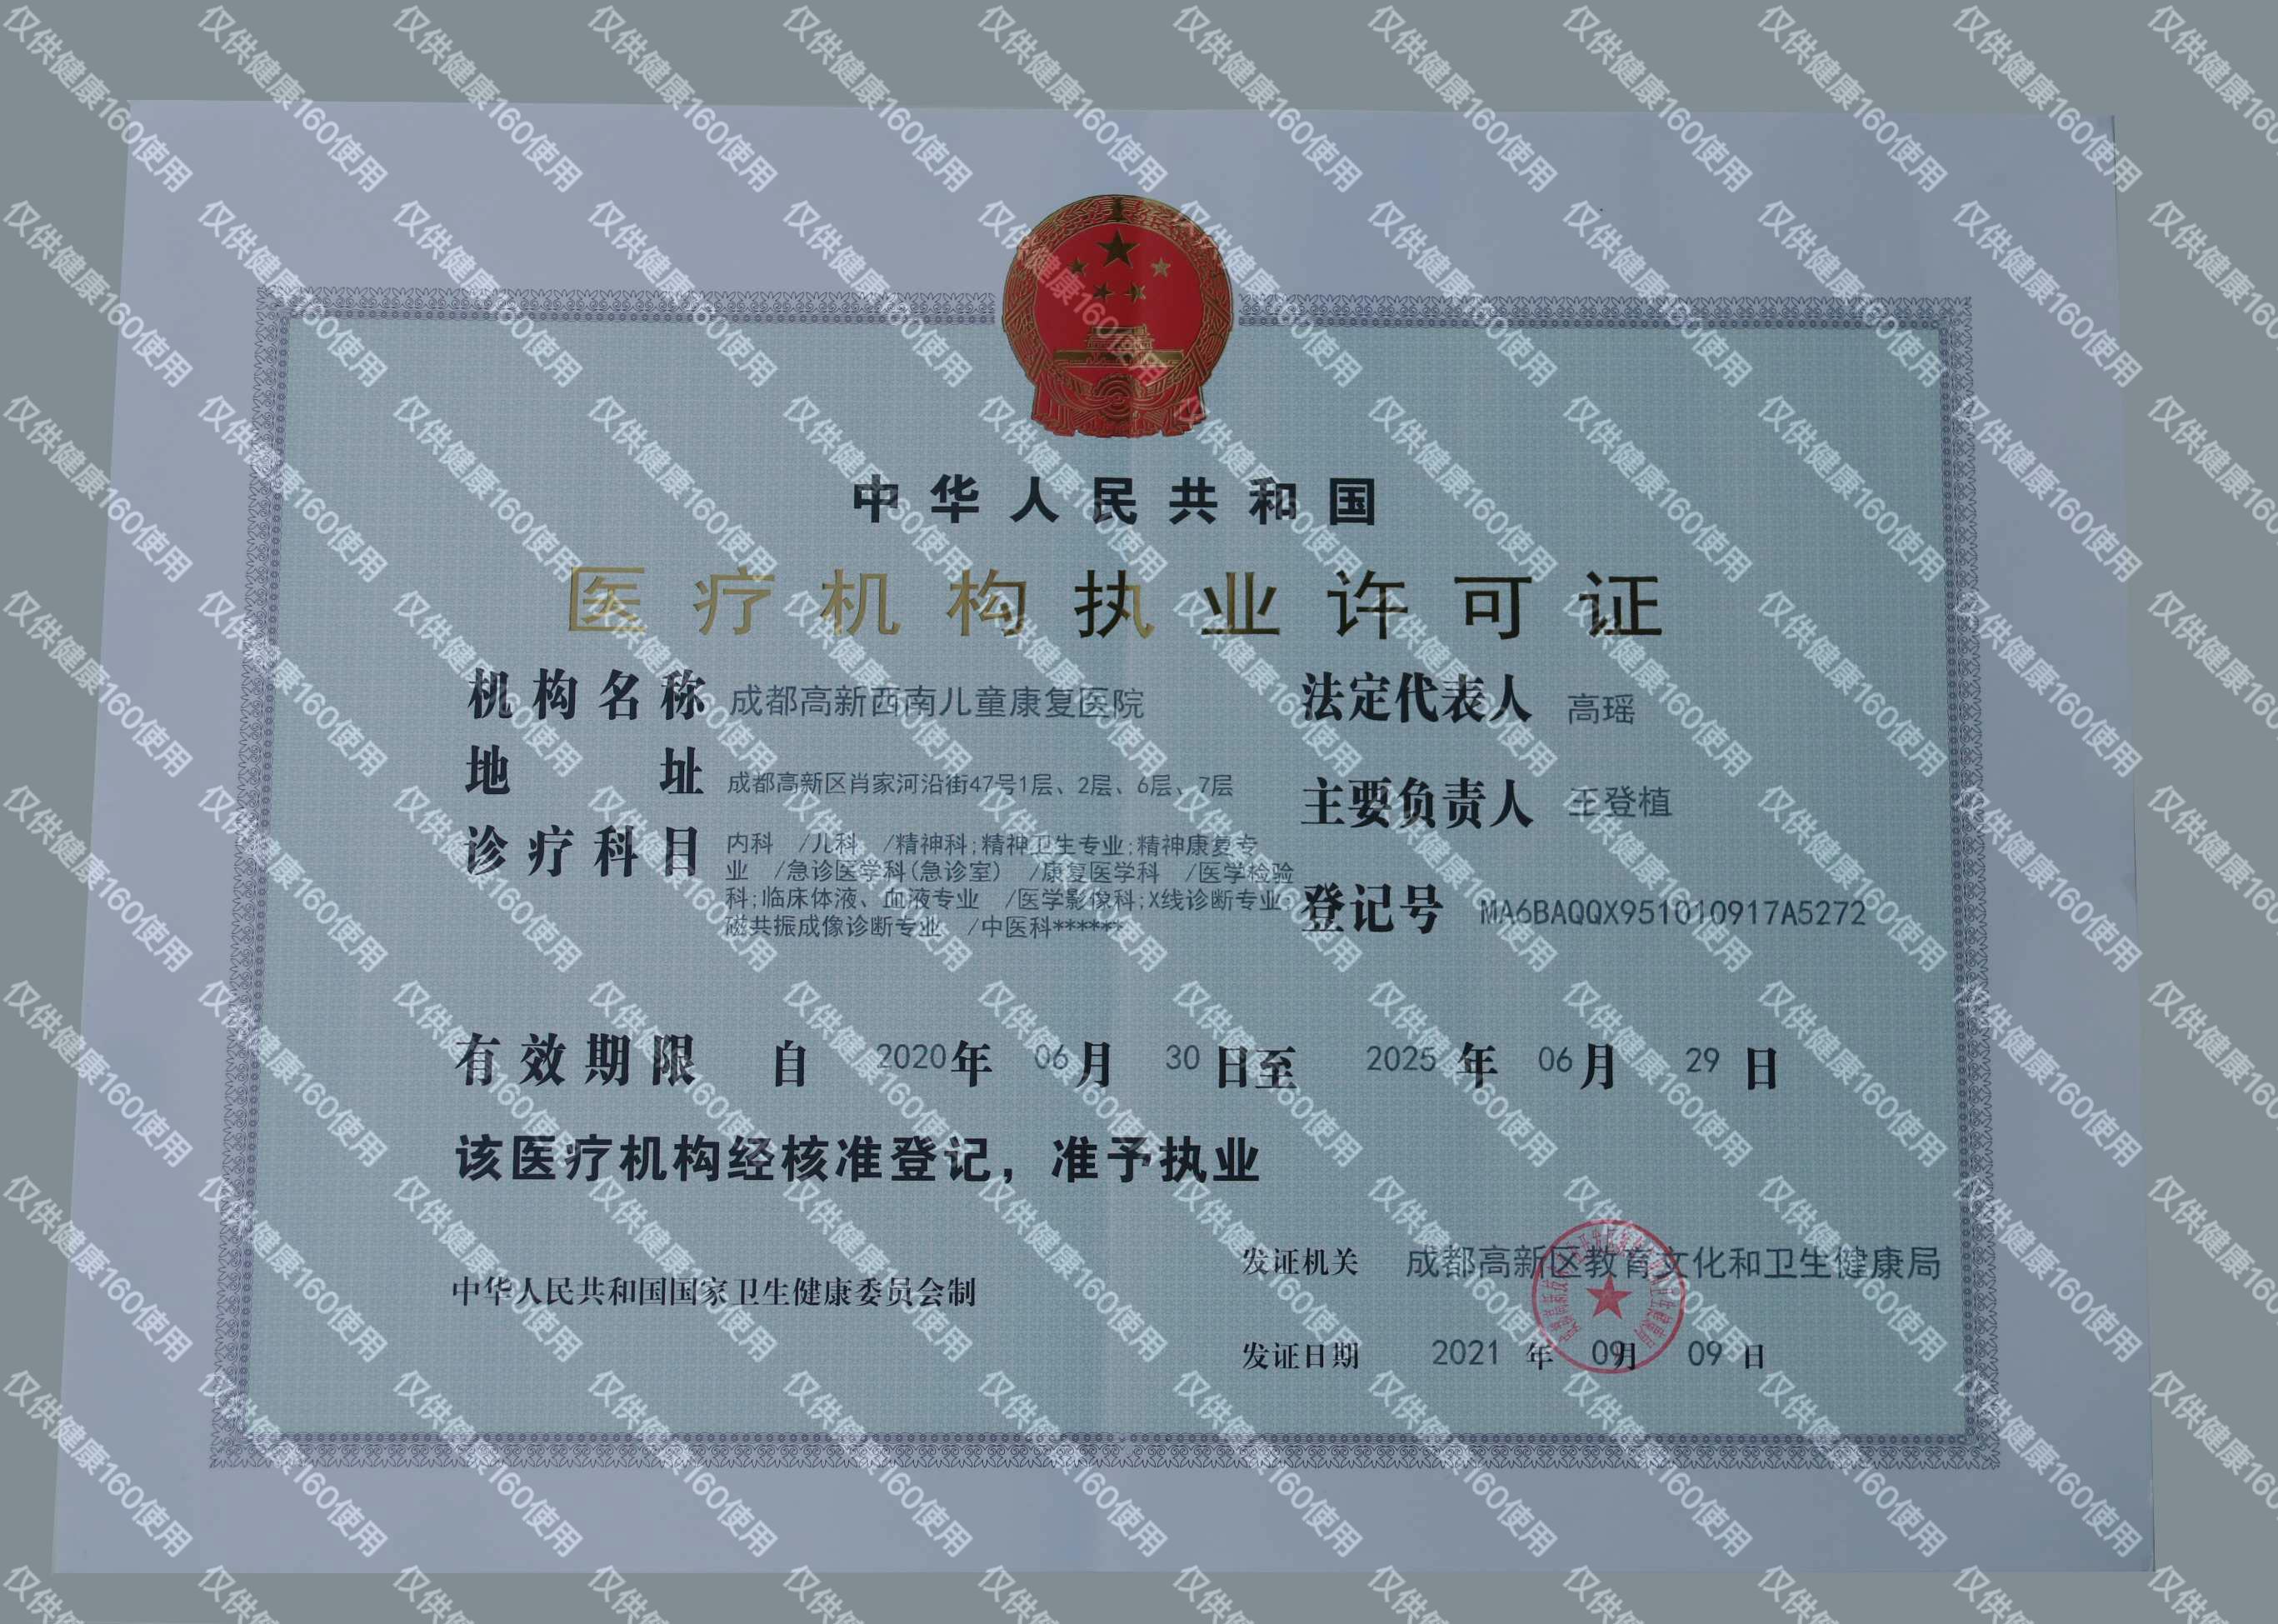 中华人民共和国
医疗机构执业许可证
机构名称 成都高新西南儿童康复医院
法定代表人 高瑶
地址 成都高新区肖家河沿街47号1层、2层、6层、7层
主要负责人 王登植
诊疗科目 内科 /儿科 /精神科;精神卫生专业;精神康复专
业 /急诊医学科(急诊室) /康复医学科 /医学检验
科;临床体液、血液专业 /医学影像科;X线诊断专业;
磁共振成像诊断专业 /中医科******
登记号 MA6BAQQX951010917A5272
有效期限 自 2020年 06月 30日至 2025年 06月 29日
该医疗机构经核准登记，准予执业
中华人民共和国国家卫生健康委员会制
发证机关 成都高新区教育文化和卫生健康局
发证日期 2021年 09月 09日
仅供健康160使用